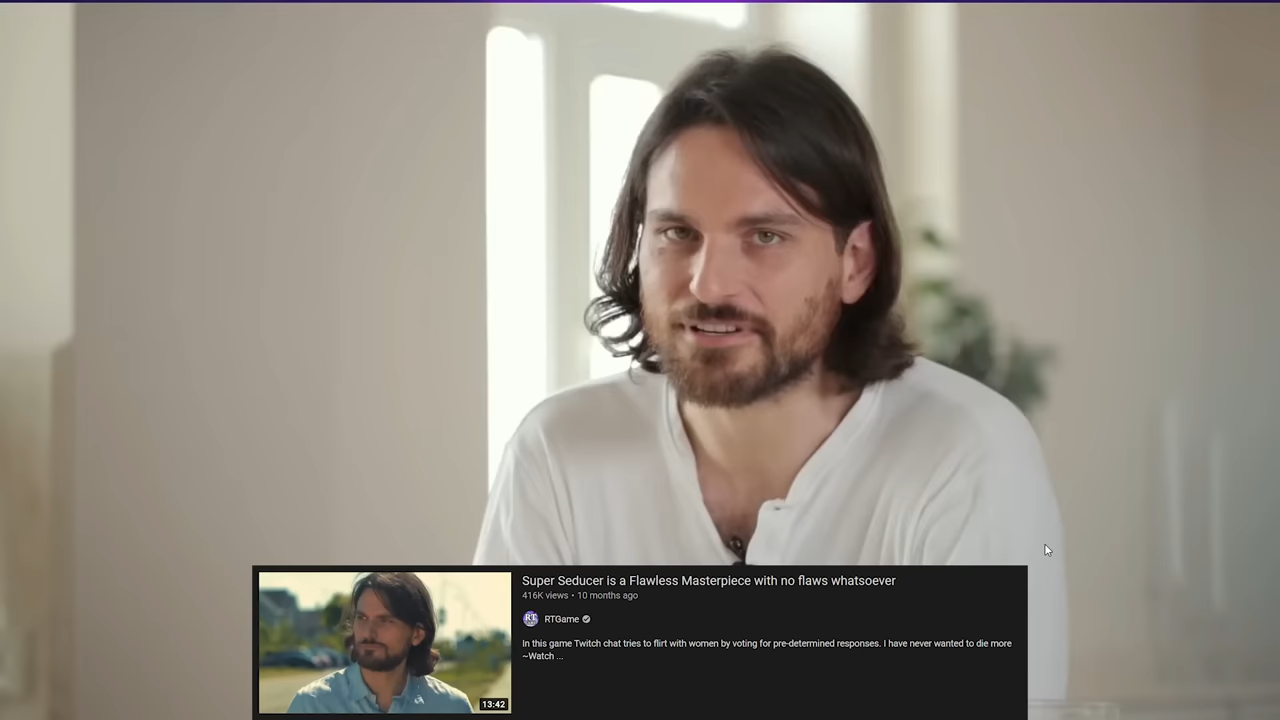 Super Seducer is a Flawless Masterpiece with no flaws whatsoever
416K views • 10 months ago
RT RTGame
In this game Twitch chat tries to flirt with women by voting for pre-determined responses. I have never wanted to die more
~Watch ...
13:42